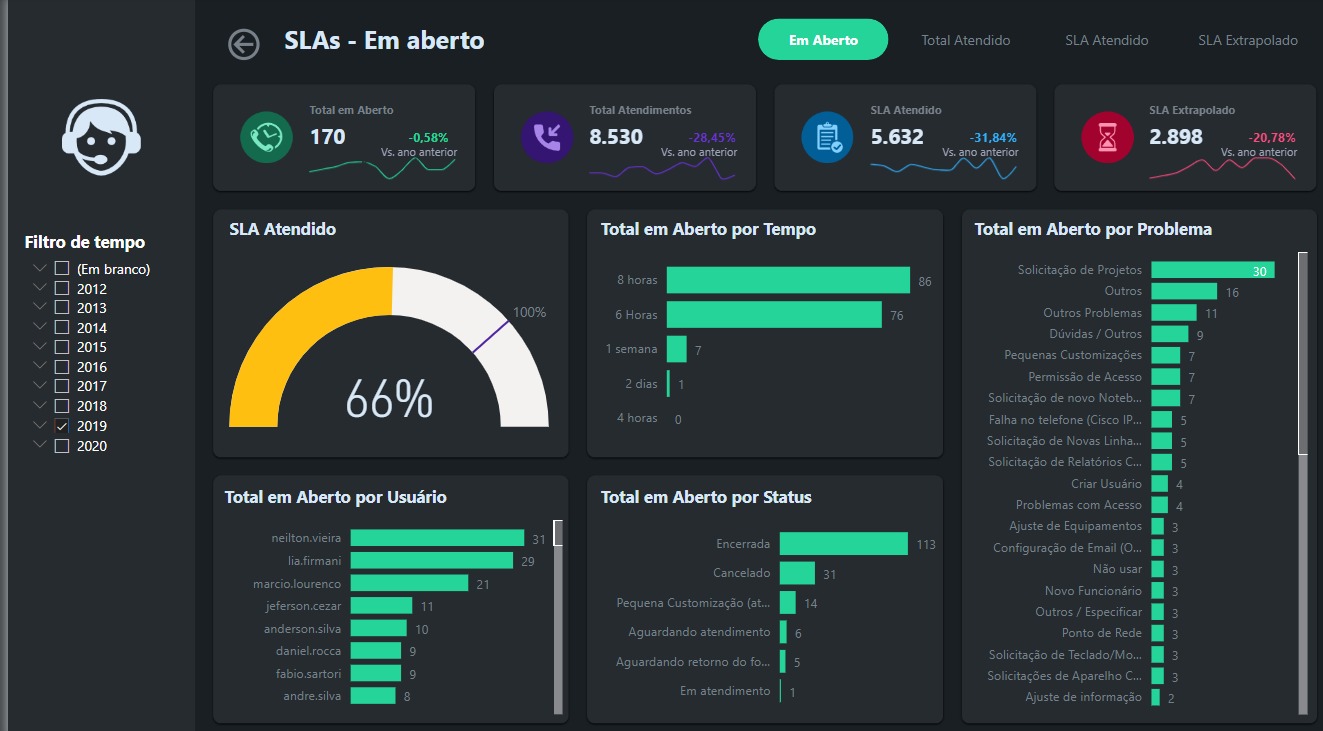 SLAs - Em aberto
Em Aberto
Total Atendido
SLA Atendido
SLA Extrapolado
Filtro de tempo
(Em branco)
2012
2013
2014
2015
2016
2017
2018
2019
2020
Total em Aberto
170
-0,58%
Vs. ano anterior
Total Atendimentos
8.530
-28,45%
Vs. ano anterior
SLA Atendido
5.632
-31,84%
Vs. ano anterior
SLA Extrapolado
2.898
-20,78%
Vs. ano anterior
SLA Atendido
100%
66%
Total em Aberto por Tempo
8 horas 86
6 Horas 76
1 semana 7
2 dias 1
4 horas 0
Total em Aberto por Problema
Solicitação de Projetos 30
Outros 16
Outros Problemas 11
Dúvidas / Outros 9
Pequenas Customizações 7
Permissão de Acesso 7
Solicitação de novo Noteb... 7
Falha no telefone (Cisco IP... 5
Solicitação de Novas Linha... 5
Solicitação de Relatórios C... 5
Criar Usuário 4
Problemas com Acesso 4
Ajuste de Equipamentos 3
Configuração de Email (O... 3
Não usar 3
Novo Funcionário 3
Outros / Especificar 3
Ponto de Rede 3
Solicitação de Teclado/Mo... 3
Solicitações de Aparelho C... 3
Ajuste de informação 2
Total em Aberto por Usuário
neilton.vieira 31
lia.firmani 29
marcio.lourenco 21
jeferson.cezar 11
anderson.silva 10
daniel.rocca 9
fabio.sartori 9
andre.silva 8
Total em Aberto por Status
Encerrada 113
Cancelado 31
Pequena Customização (at... 14
Aguardando atendimento 6
Aguardando retorno do fo... 5
Em atendimento 1